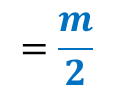 = m/2